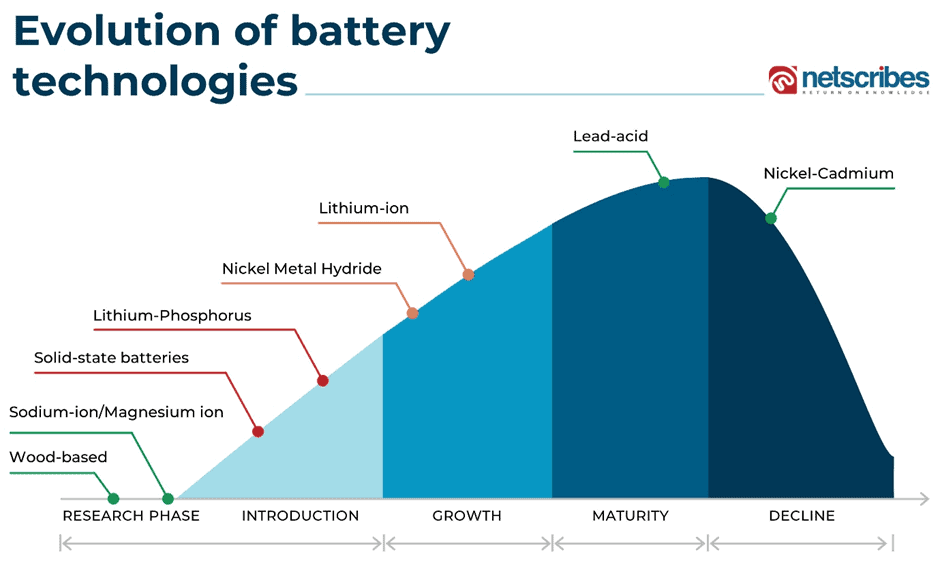 Evolution of battery
technologies
netscribes
RETURN ON KNOWLEDGE
Lead-acid
Nickel-Cadmium
Lithium-ion
Nickel Metal Hydride
Lithium-Phosphorus
Solid-state batteries
Sodium-ion/Magnesium ion
Wood-based
RESEARCH PHASE INTRODUCTION GROWTH MATURITY DECLINE